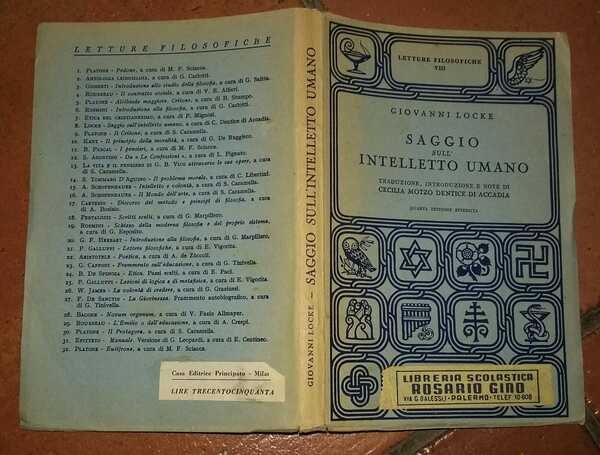 LETTURE FILOSOFICHE
1. PLATONE - Fedone, a cura di M. F. Sciacca.
2. ANTOLOGIA a cura di G. Cariotti.
3. GIOBERTI - Introduzione allo studio della filosofia, a cura di G. Saitta.
4. ROUSSEAU - Il contratto sociale, a cura di V. E. Alfieri.
5. PLATONE - Alcibiade maggiore, Critone, a cura di B. Stumpo.
6. ROSMINI - Introduzione alla filosofia, a cura di G. Cariotti.
7. ETICA DEL CRISTIANESIMO, a cura di P. Mignosi.
8. LOCKE - Saggio sull'intelletto umano, a cura di C. Dentice di Accadia.
9. PLATONE - Il Critone, a cura di S. Caramella.
10. KANT - Il principio della moralità, a cura di G. De Ruggiero.
11. B. PASCAL - I pensieri, a cura di M. F. Sciacca.
12. S. AGOSTINO - Da « Le Confessioni », a cura di L. Pignato.
13. LA VITA E IL PENSIERO DI G. B. VICO attraverso le sue opere, a cura di S. Caramella.
14. S. TOMMASO D'AQUINO - Il problema morale, a cura di C. Libertini.
15. A. SCHOPENHAUER - Intelletto e volontà, a cura di S. Caramella.
16. A. SCHOPENHAUER - Il Mondo dell'arte, a cura di S. Caramella.
17. CARTESIO - Discorso del metodo e principi di filosofia, a cura di A. Bosisio.
18. PESTALOZZI - Scritti scelti, a cura di G. Marpillero.
19. ROSMINI - Schizzo della moderna filosofia e del proprio sistema, a cura di G. Esposito.
20. G. F. HERBART - Introduzione alla filosofia, a cura di G. Marpillero.
21. P. GALLUPPI - Lettere filosofiche, a cura di E. Vigorita.
22. ARISTOTELE - Poetica, a cura di A. de
23. G. CAPPONI - Frammento sull'educazione, a cura di G. Tinivella.
24. B. DE SPINOZA - Etica. Passi scelti, a cura di E. Paci.
25. P. GALLUPPI - Lezioni di logica e di metafisica, a cura di E. Vigorita.
26. W. JAMES - La volontà di credere, a cura di G. Graziussi.
27. F. DE SANCTIS - La Giovinezza. Frammento autobiografico, a cura di G. Tinivella.
28. BACONE - Novum organum, a cura di V. Fazio Allmayer.
29. ROUSSEAU - L'Emilio o dell'educazione, a cura di A. Crespi.
30. PLATONE - Il Protagora, a cura di S. Caramella.
31. EPITTETO - Manuale. Versione di G. Leopardi, a cura di E. Centineo.
32. PLATONE - Eutifrone, a cura di M. F. Sciacca.
Casa Editrice Principato - Milano
LIRE TRECENTOCINQUANTA
GIOVANNI LOCKE - SAGGIO SULL'INTELLETTO UMANO
LETTURE FILOSOFICHE
VIII
GIOVANNI LOCKE
SAGGIO
SULL'
INTELLETTO UMANO
TRADUZIONE, INTRODUZIONE E NOTE DI
CECILIA MOTZO DENTICE DI ACCADIA
QUARTA EDIZIONE RIVEDUTA
LIBRERIA SCOLASTICA
ROSARIO GINO
VIA G. DALESSI - PALERMO - TELEF 10-608